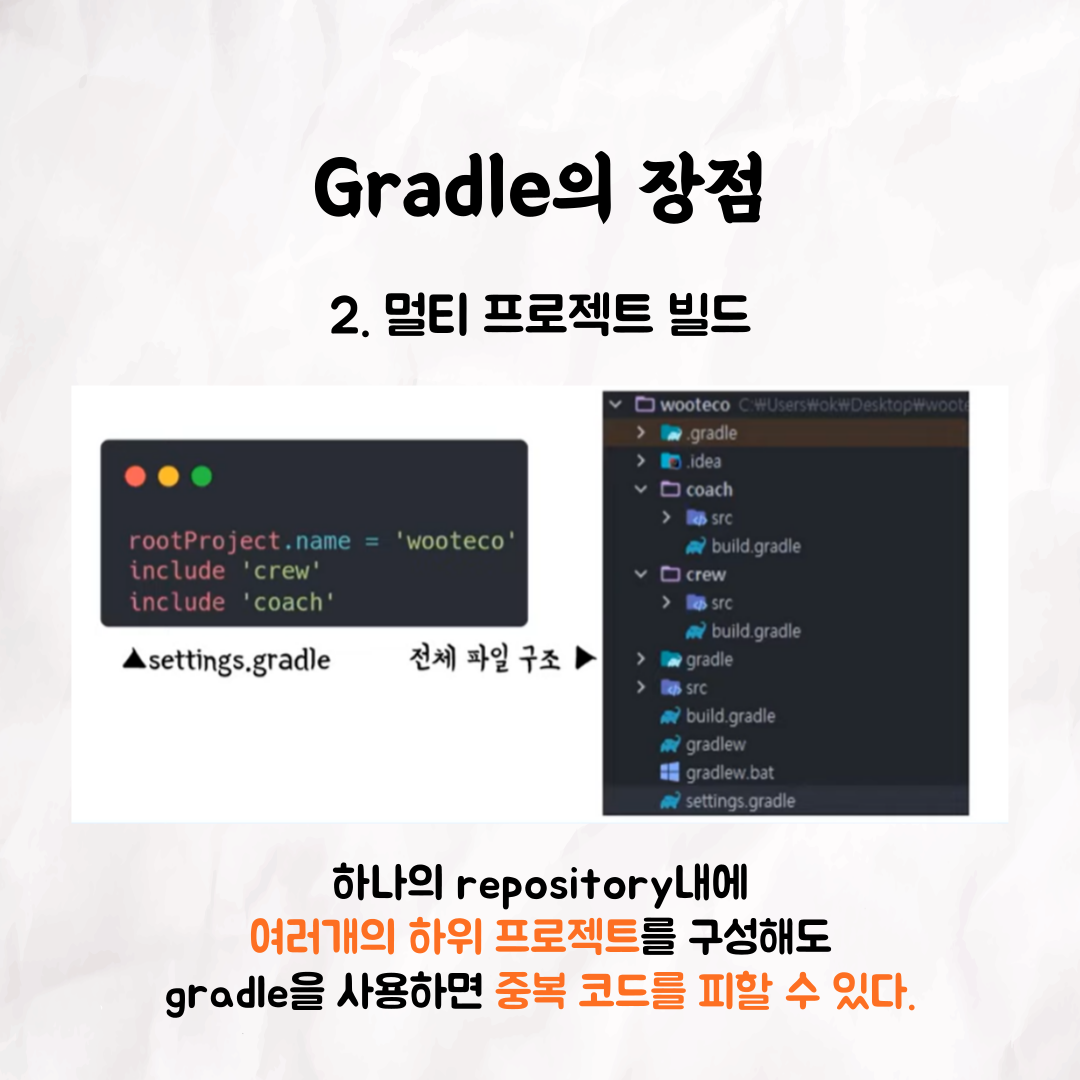 Gradle의 장점
2. 멀티 프로젝트 빌드
rootProject.name = 'wooteco'
include 'crew'
include 'coach'
▲settings.gradle
전체 파일 구조 ▶
wooteco C:₩Users₩ok₩Desktop₩woote
.gradle
.idea
coach
src
build.gradle
crew
src
build.gradle
gradle
src
build.gradle
gradlew
gradlew.bat
settings.gradle
하나의 repository내에
여러개의 하위 프로젝트를 구성해도
gradle을 사용하면 중복 코드를 피할 수 있다.